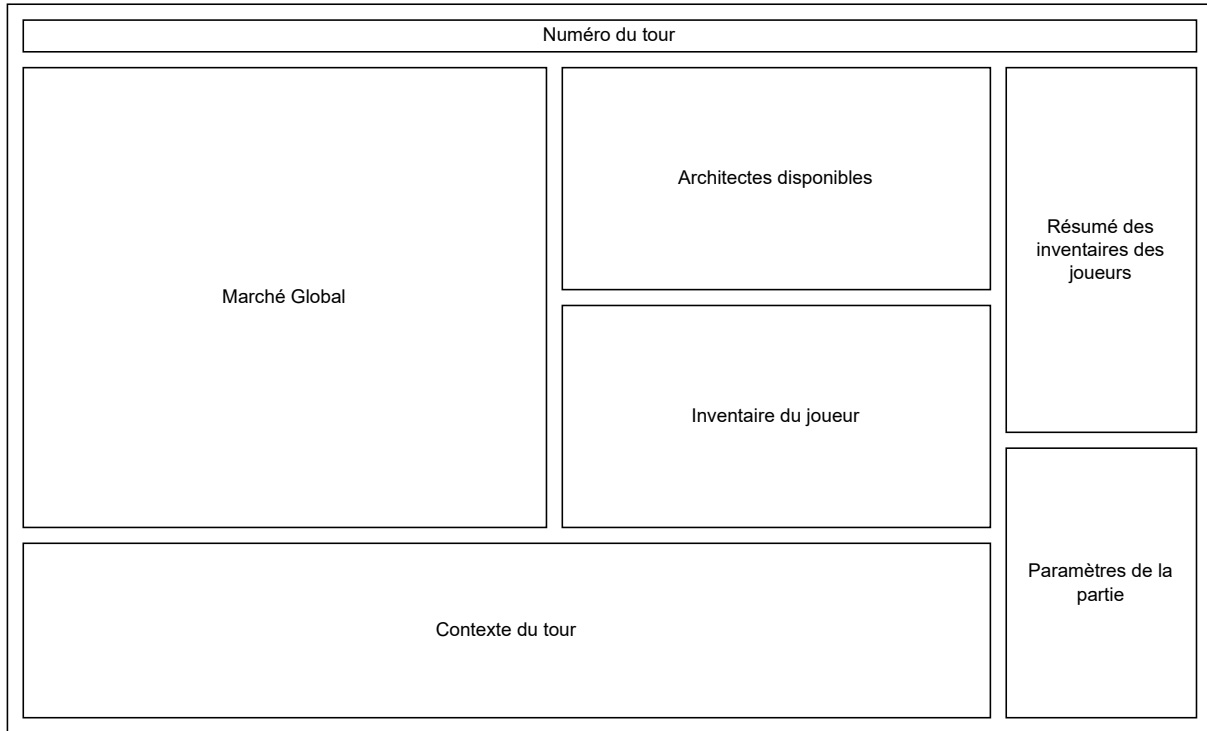 Numéro du tour
Marché Global
Architectes disponibles
Inventaire du joueur
Résumé des
inventaires des
joueurs
Paramètres de la
partie
Contexte du tour